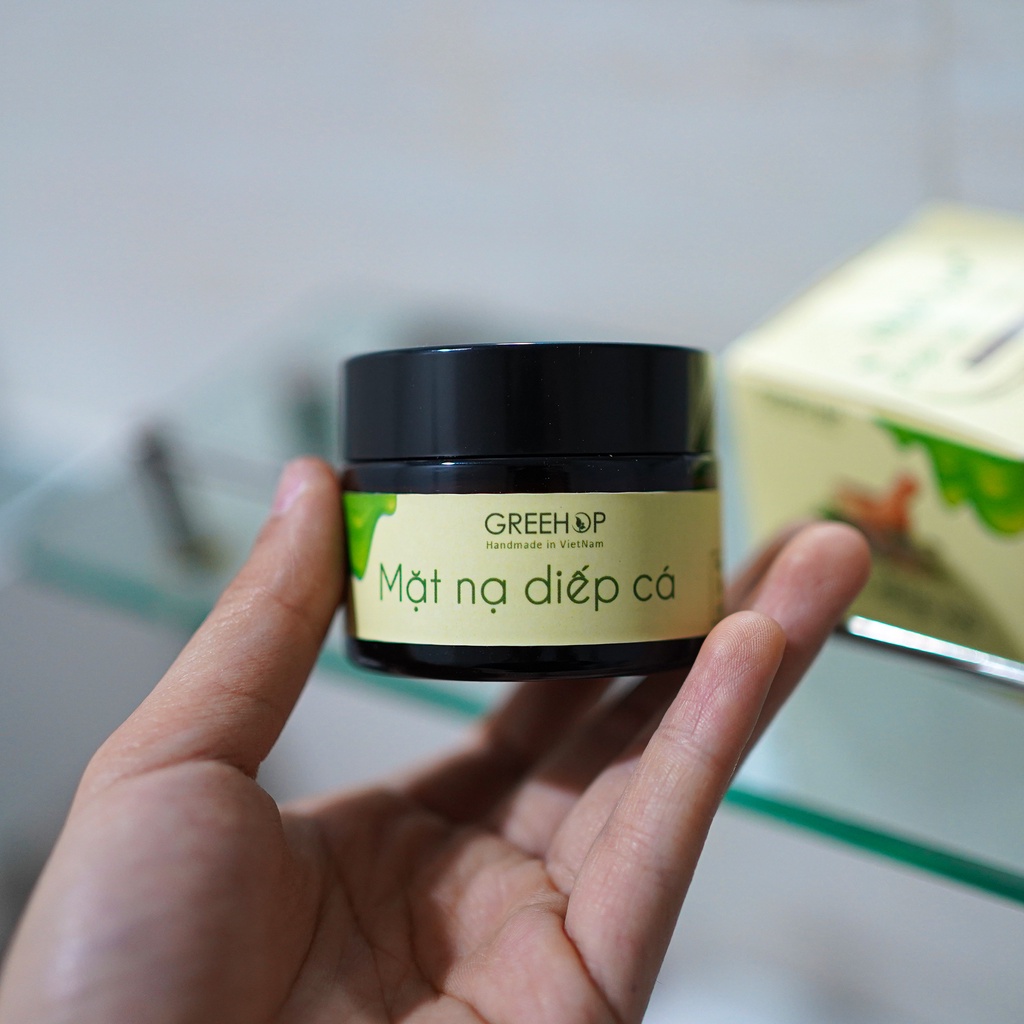 GREEHOP
Handmade in VietNam
Mặt nạ diếp cá